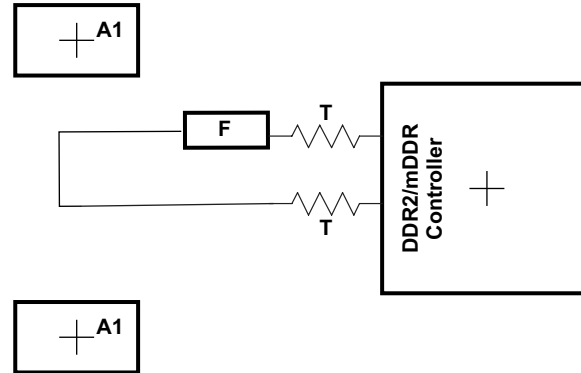 A1
T
F
DDR2/mDDR
Controller
T
A1